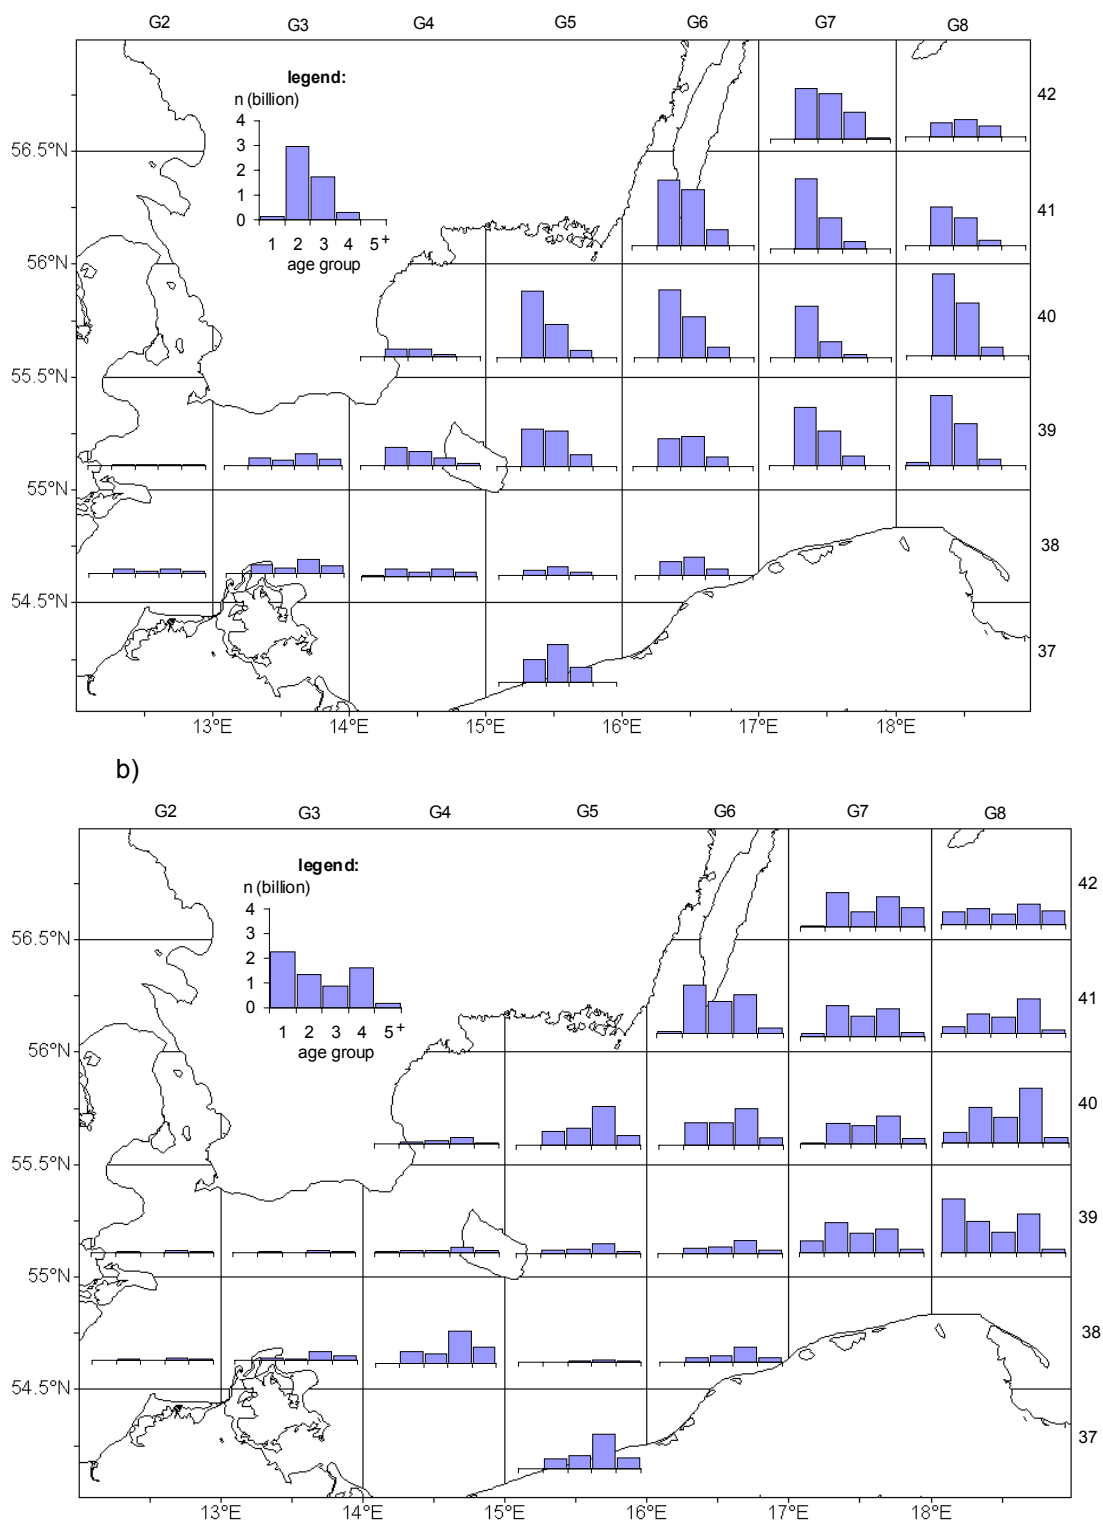 G2 G3 G4 G5 G6 G7 G8
legend:
n (billion)
4
3
2
1
0
1 2 3 4 5+
age group
42
56.5°N
41
56°N
40
55.5°N
39
55°N
38
54.5°N
37
13°E 14°E 15°E 16°E 17°E 18°E
b)
G2 G3 G4 G5 G6 G7 G8
legend:
n (billion)
4
3
2
1
0
1 2 3 4 5+
age group
42
56.5°N
41
56°N
40
55.5°N
39
55°N
38
54.5°N
37
13°E 14°E 15°E 16°E 17°E 18°E